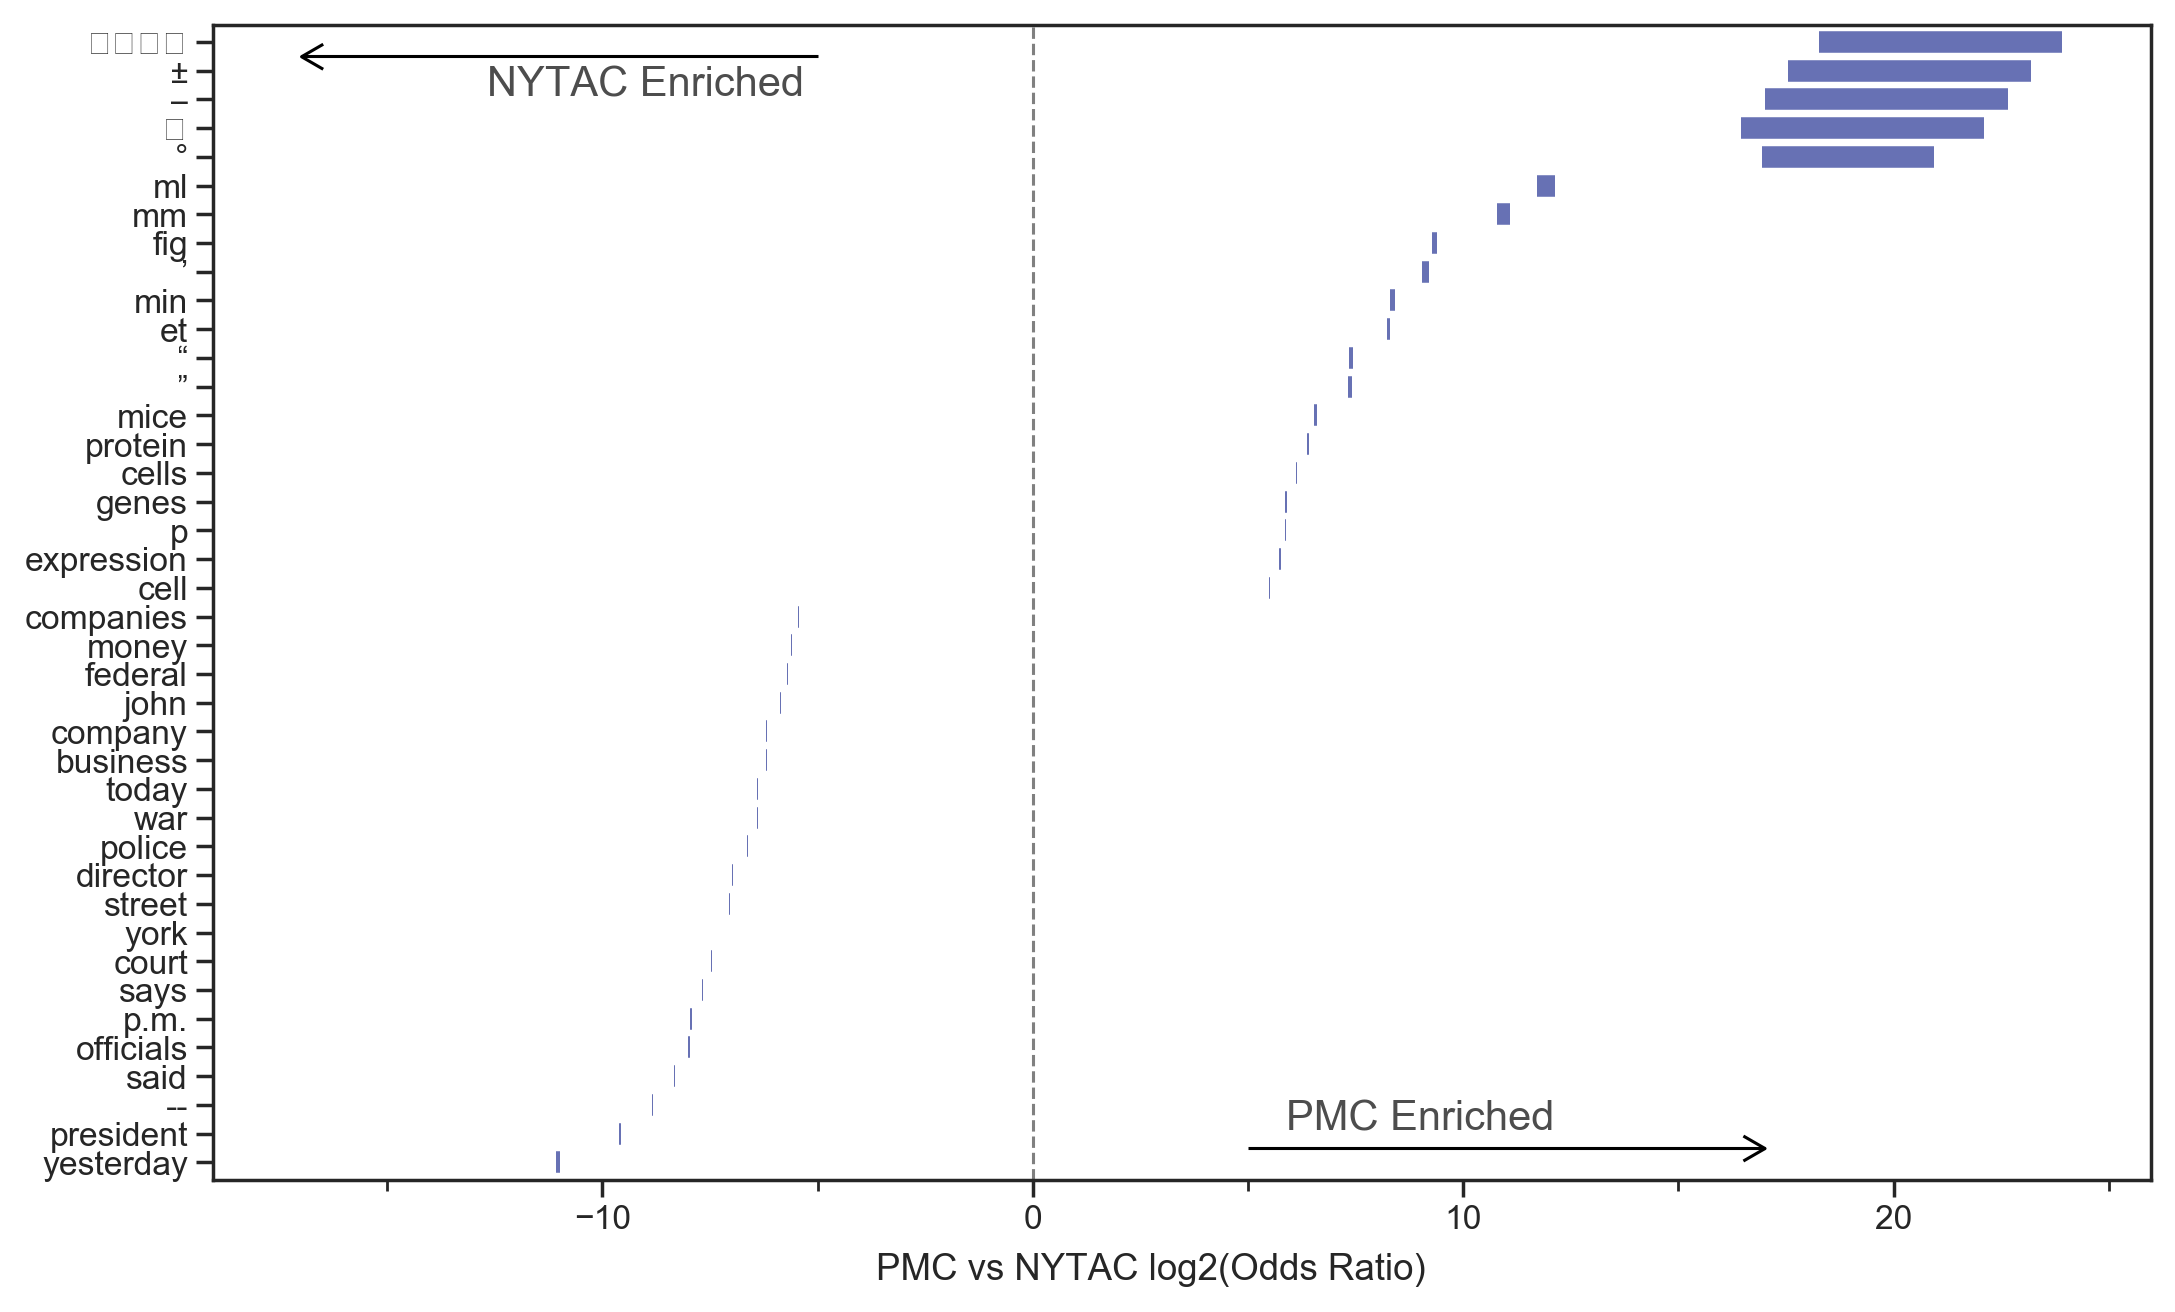 NYTAC Enriched
±
–
°
ml
mm
fig
’
min
et
“
”
mice
protein
cells
genes
p
expression
cell
companies
money
federal
john
company
business
today
war
police
director
street
york
court
says
p.m.
officials
said
--
president
yesterday
PMC Enriched
−10 0 10 20
PMC vs NYTAC log2(Odds Ratio)